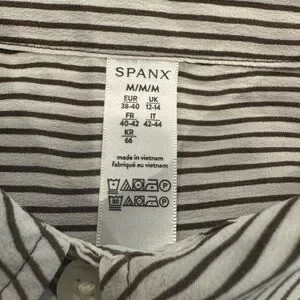 SPANX
M/M/M
EUR UK
38-40 12-14
FR IT
40-42 42-44
KR
66
made in vietnam
fabriqué au vietnam
30